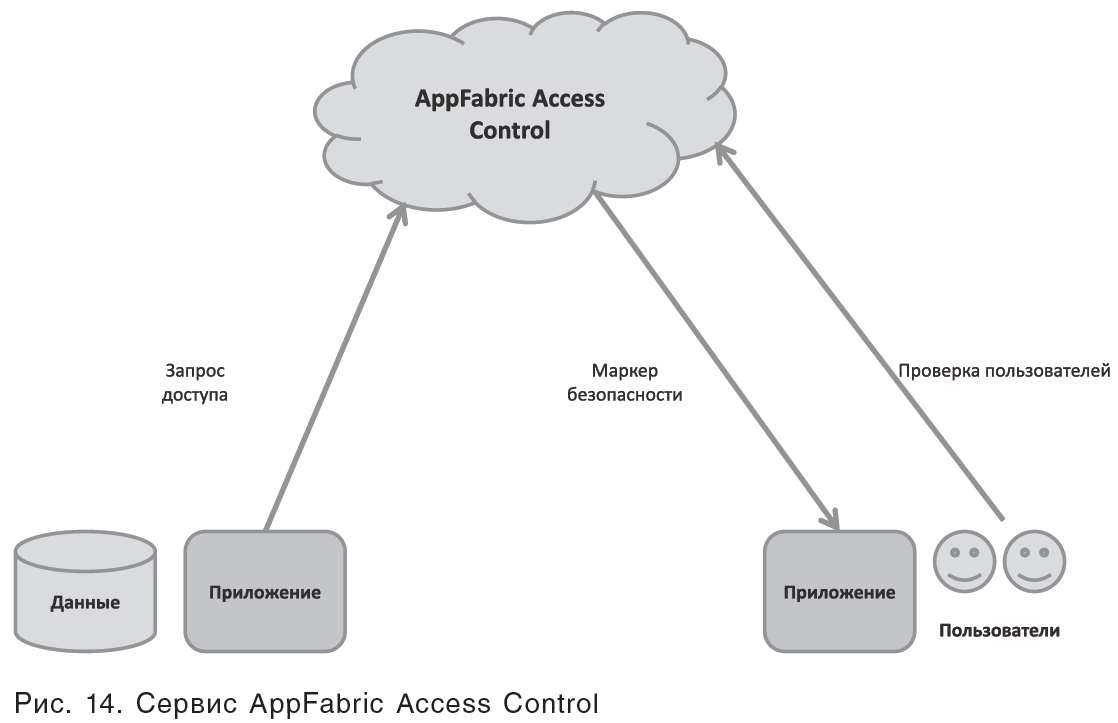 AppFabric Access
Control
Запрос
доступа
Маркер
безопасности
Проверка пользователей
Данные
Приложение
Приложение
Пользователи
Рис. 14. Сервис AppFabric Access Control